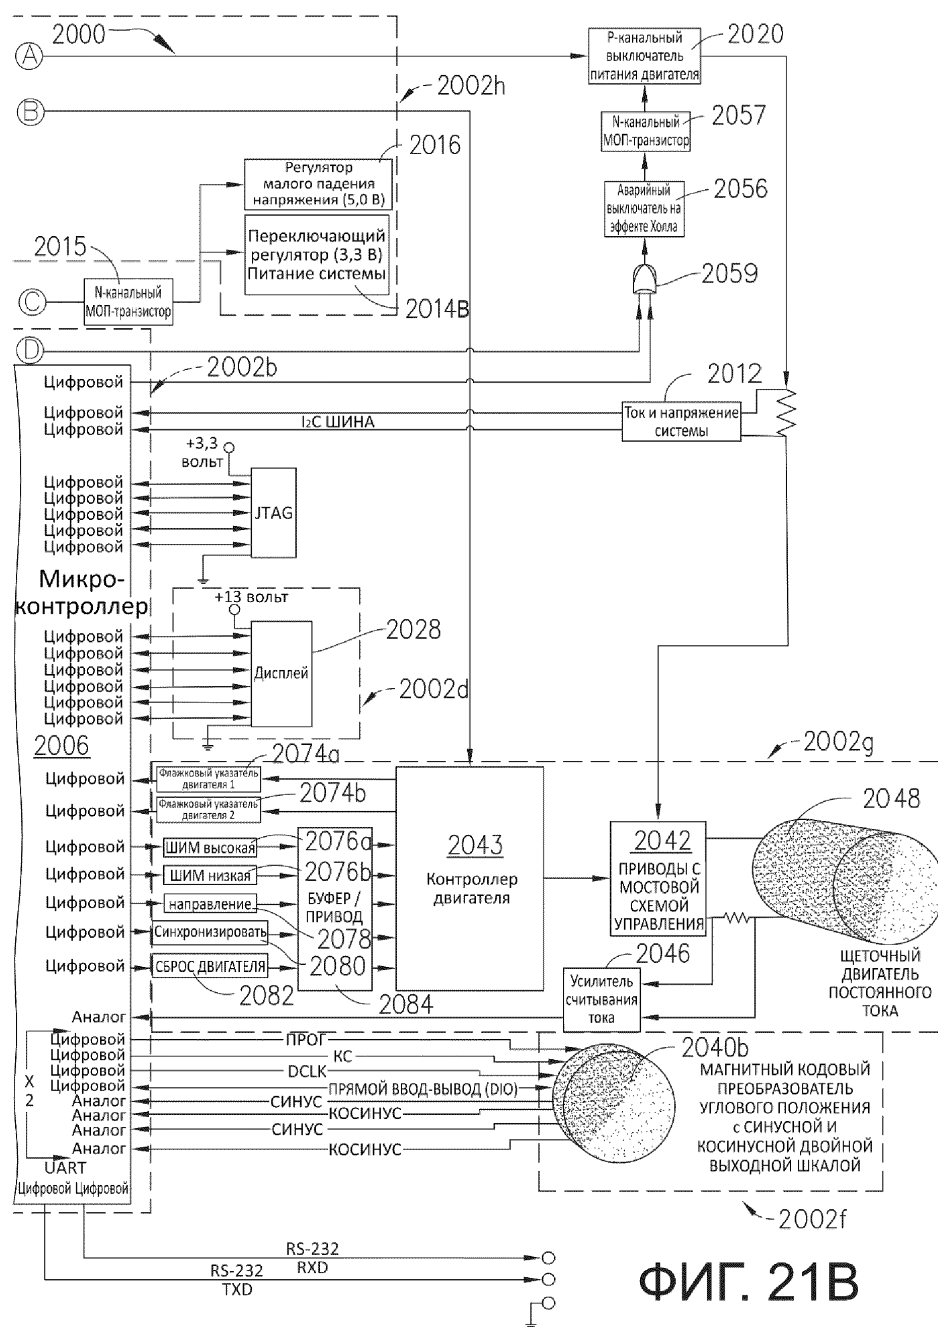 2000
A
P-канальный
выключатель
питания двигателя
2020
2002h
B
N-канальный
МОП-транзистор
2057
2016
Регулятор
малого падения
напряжения (5,0 В)
Аварийный
выключатель на
эффекте Холла
2056
Переключающий
регулятор (3,3 В)
Питание системы
2015
2059
C
N-канальный
МОП-транзистор
2014B
D
2002b
Цифровой
2012
Цифровой
Цифровой
I2C ШИНА
Ток и напряжение
системы
+3,3
вольт
Цифровой
Цифровой
Цифровой
Цифровой
Цифровой
JTAG
Микро-
контроллер
+13 вольт
2028
Цифровой
Цифровой
Цифровой
Цифровой
Цифровой
Цифровой
Дисплей
2002d
2006
2074a
2002g
Цифровой
Флажковый указатель
двигателя 1
2074b
Цифровой
Флажковый указатель
двигателя 2
2048
Цифровой
ШИМ высокая
2076a
2043
Контроллер
двигателя
2042
ПРИВОДЫ С
МОСТОВОЙ
СХЕМОЙ
УПРАВЛЕНИЯ
Цифровой
ШИМ низкая
2076b
БУФЕР /
ПРИВОД
Цифровой
направление
2078
Цифровой
Синхронизировать
2080
2046
ЩЕТОЧНЫЙ
ДВИГАТЕЛЬ
ПОСТОЯННОГО
ТОКА
Цифровой
СБРОС ДВИГАТЕЛЯ
2082
2084
Усилитель
считывания
тока
Аналог
X
2
Цифровой
ПРОГ
Цифровой
КС
Цифровой
DCLK
Цифровой
ПРЯМОЙ ВВОД-ВЫВОД (DIO)
Аналог
СИНУС
Аналог
КОСИНУС
Аналог
СИНУС
Аналог
КОСИНУС
2040b
МАГНИТНЫЙ КОДОВЫЙ
ПРЕОБРАЗОВАТЕЛЬ
УГЛОВОГО ПОЛОЖЕНИЯ
с СИНУСНОЙ И
КОСИНУСНОЙ ДВОЙНОЙ
ВЫХОДНОЙ ШКАЛОЙ
UART
Цифровой Цифровой
2002f
RS-232
RXD
RS-232
TXD
ФИГ. 21B